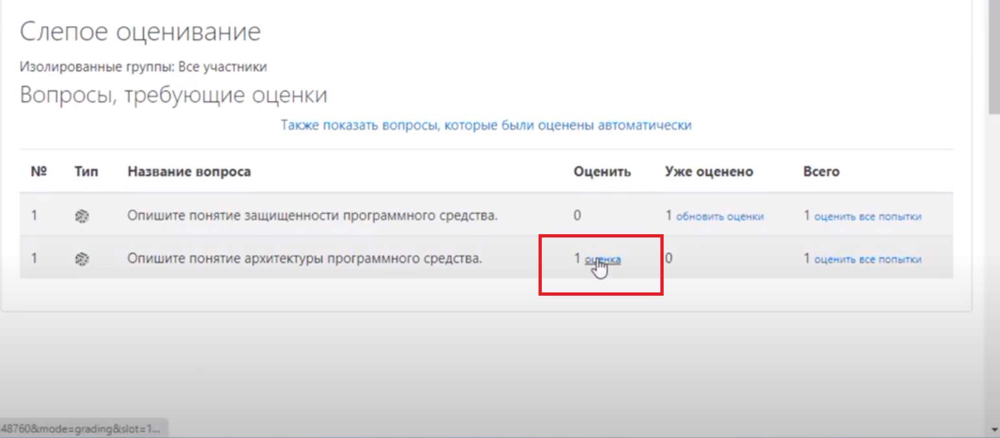 Слепое оценивание
Изолированные группы: Все участники
Вопросы, требующие оценки
Также показать вопросы, которые были оценены автоматически
№ Тип Название вопроса Оценить Уже оценено Всего
1 Опишите понятие защищенности программного средства. 0 1 обновить оценки 1 оценить все попытки
1 Опишите понятие архитектуры программного средства. 1 оценка 0 1 оценить все попытки
48760&mode=grading&slot=1...